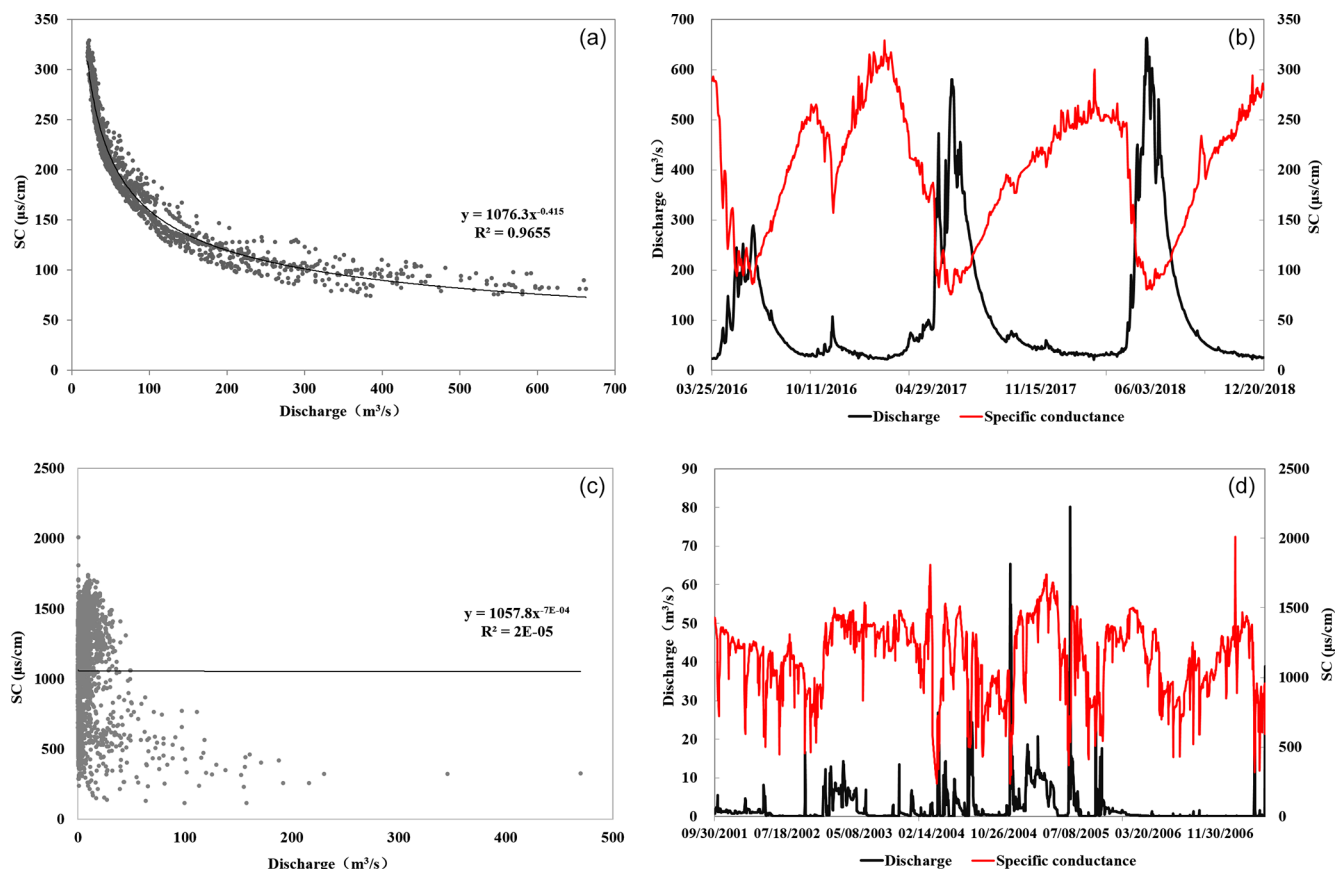 (a)
350
300
250
200
150
100
50
0
SC (μs/cm)
y = 1076.3x^-0.415
R² = 0.9655
0 100 200 300 400 500 600 700
Discharge（m³/s）
(b)
700
600
500
400
300
200
100
0
Discharge（m³/s）
350
300
250
200
150
100
50
0
SC (μs/cm)
03/25/2016 10/11/2016 04/29/2017 11/15/2017 06/03/2018 12/20/2018
Discharge Specific conductance
(c)
2500
2000
1500
1000
500
0
SC (μs/cm)
y = 1057.8x^-7E-04
R² = 2E-05
0 100 200 300 400 500
Discharge（m³/s）
(d)
90
80
70
60
50
40
30
20
10
0
Discharge（m³/s）
2500
2000
1500
1000
500
0
SC (μs/cm)
09/30/2001 07/18/2002 05/08/2003 02/14/2004 10/26/2004 07/08/2005 03/20/2006 11/30/2006
Discharge Specific conductance